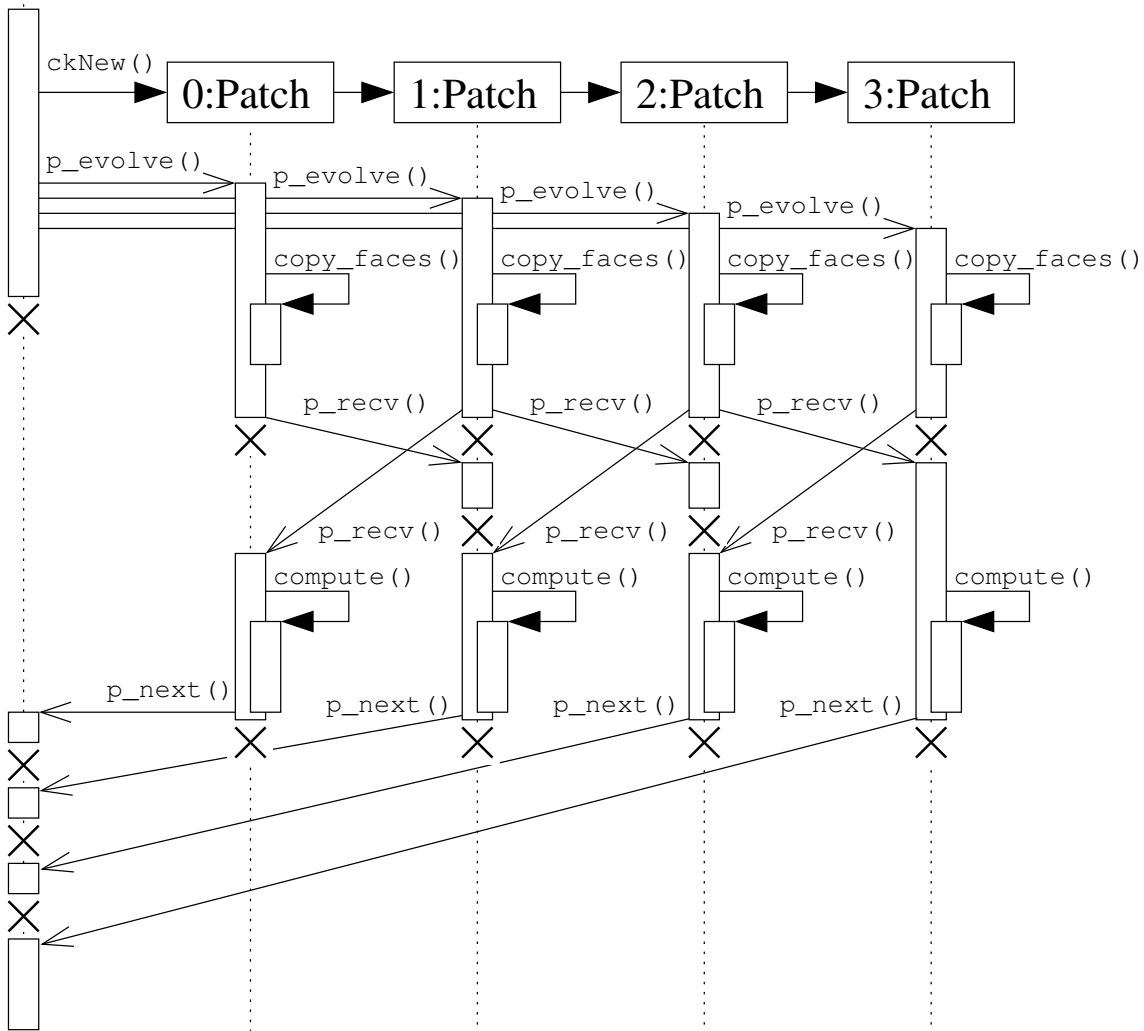 ckNew()
0:Patch 1:Patch 2:Patch 3:Patch
p_evolve() p_evolve() p_evolve() p_evolve()
copy_faces() copy_faces() copy_faces() copy_faces()
p_recv() p_recv() p_recv()
p_recv() p_recv() p_recv()
compute() compute() compute() compute()
p_next() p_next() p_next() p_next()